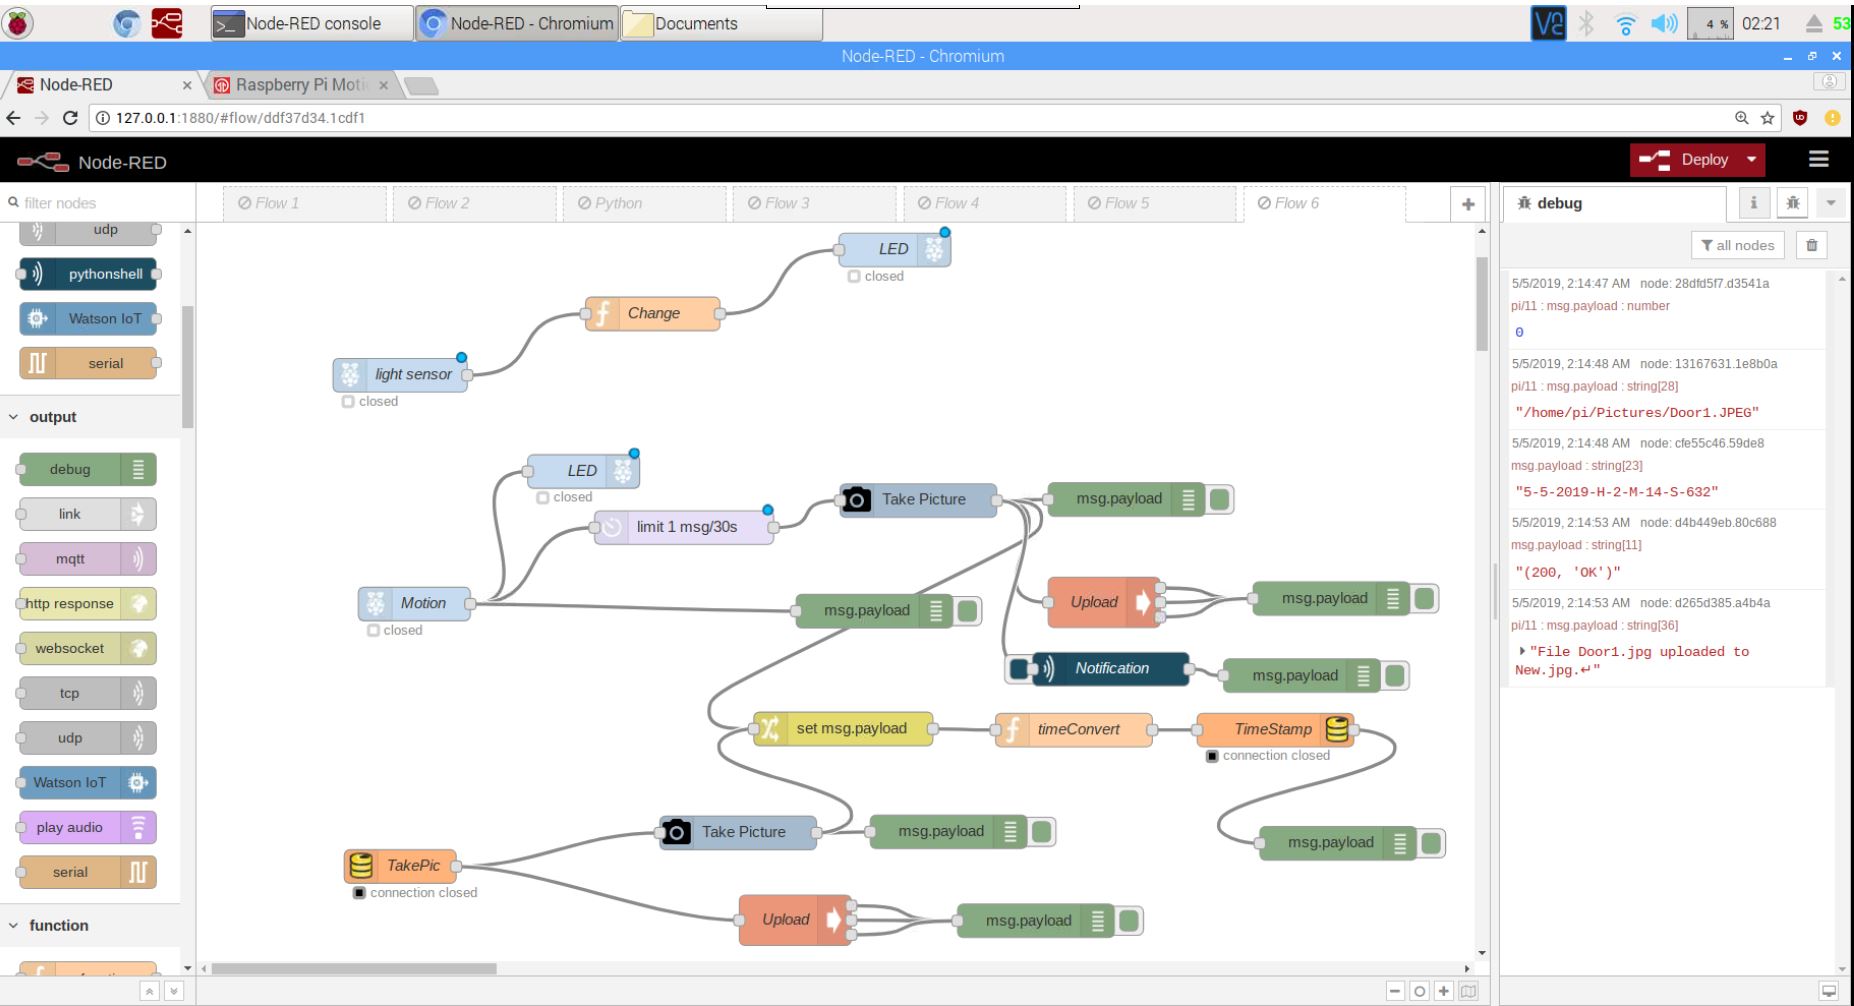 Node-RED console
Node-RED - Chromium
Documents
4 %
02:21
53
Node-RED - Chromium
Node-RED
Raspberry Pi Moti
127.0.0.1:1880/#flow/ddf37d34.1cdf1
Node-RED
Deploy
filter nodes
Flow 1
Flow 2
Python
Flow 3
Flow 4
Flow 5
Flow 6
debug
all nodes
udp
pythonshell
Watson IoT
serial
output
debug
link
mqtt
http response
websocket
tcp
udp
Watson IoT
play audio
serial
function
LED
closed
Change
light sensor
closed
LED
closed
limit 1 msg/30s
Take Picture
msg.payload
Motion
closed
msg.payload
Upload
msg.payload
Notification
msg.payload
set msg.payload
timeConvert
TimeStamp
connection closed
Take Picture
msg.payload
msg.payload
TakePic
connection closed
Upload
msg.payload
5/5/2019, 2:14:47 AM node: 28dfd5f7.d3541a
pi/11 : msg.payload : number
0
5/5/2019, 2:14:48 AM node: 13167631.1e8b0a
pi/11 : msg.payload : string[28]
"/home/pi/Pictures/Door1.JPEG"
5/5/2019, 2:14:48 AM node: cfe55c46.59de8
msg.payload : string[23]
"5-5-2019-H-2-M-14-S-632"
5/5/2019, 2:14:53 AM node: d4b449eb.80c688
msg.payload : string[11]
"(200, 'OK')"
5/5/2019, 2:14:53 AM node: d265d385.a4b4a
pi/11 : msg.payload : string[36]
"File Door1.jpg uploaded to
New.jpg.↵"